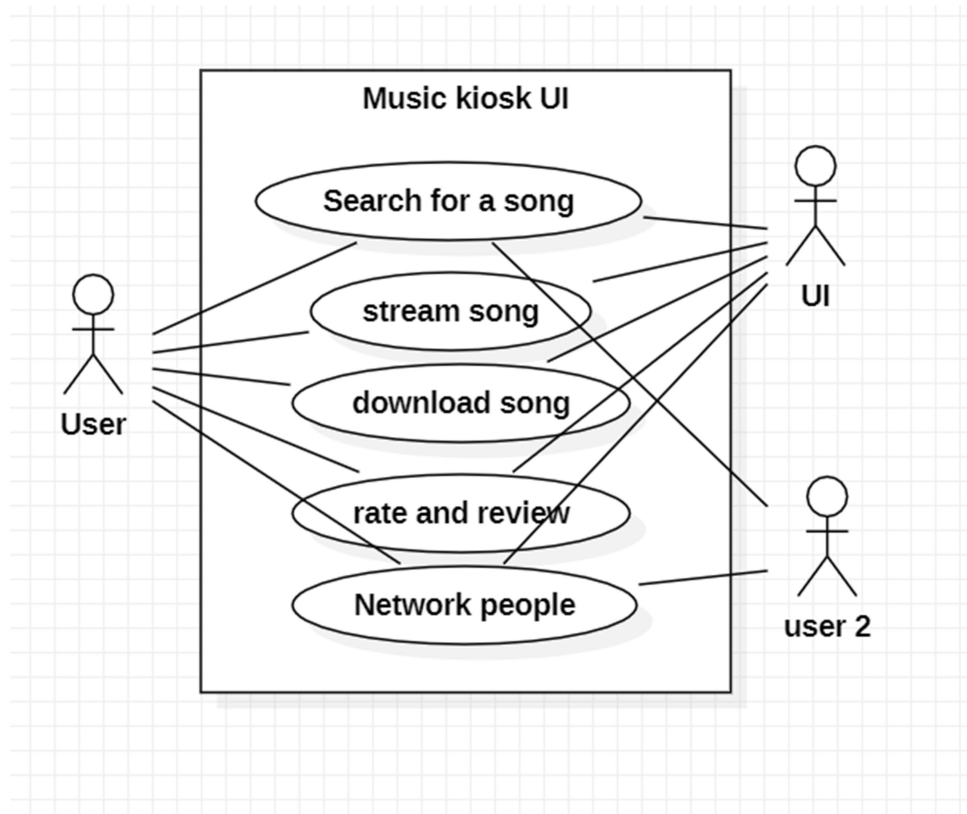 Music kiosk UI
Search for a song
stream song
download song
rate and review
Network people
User
UI
user 2